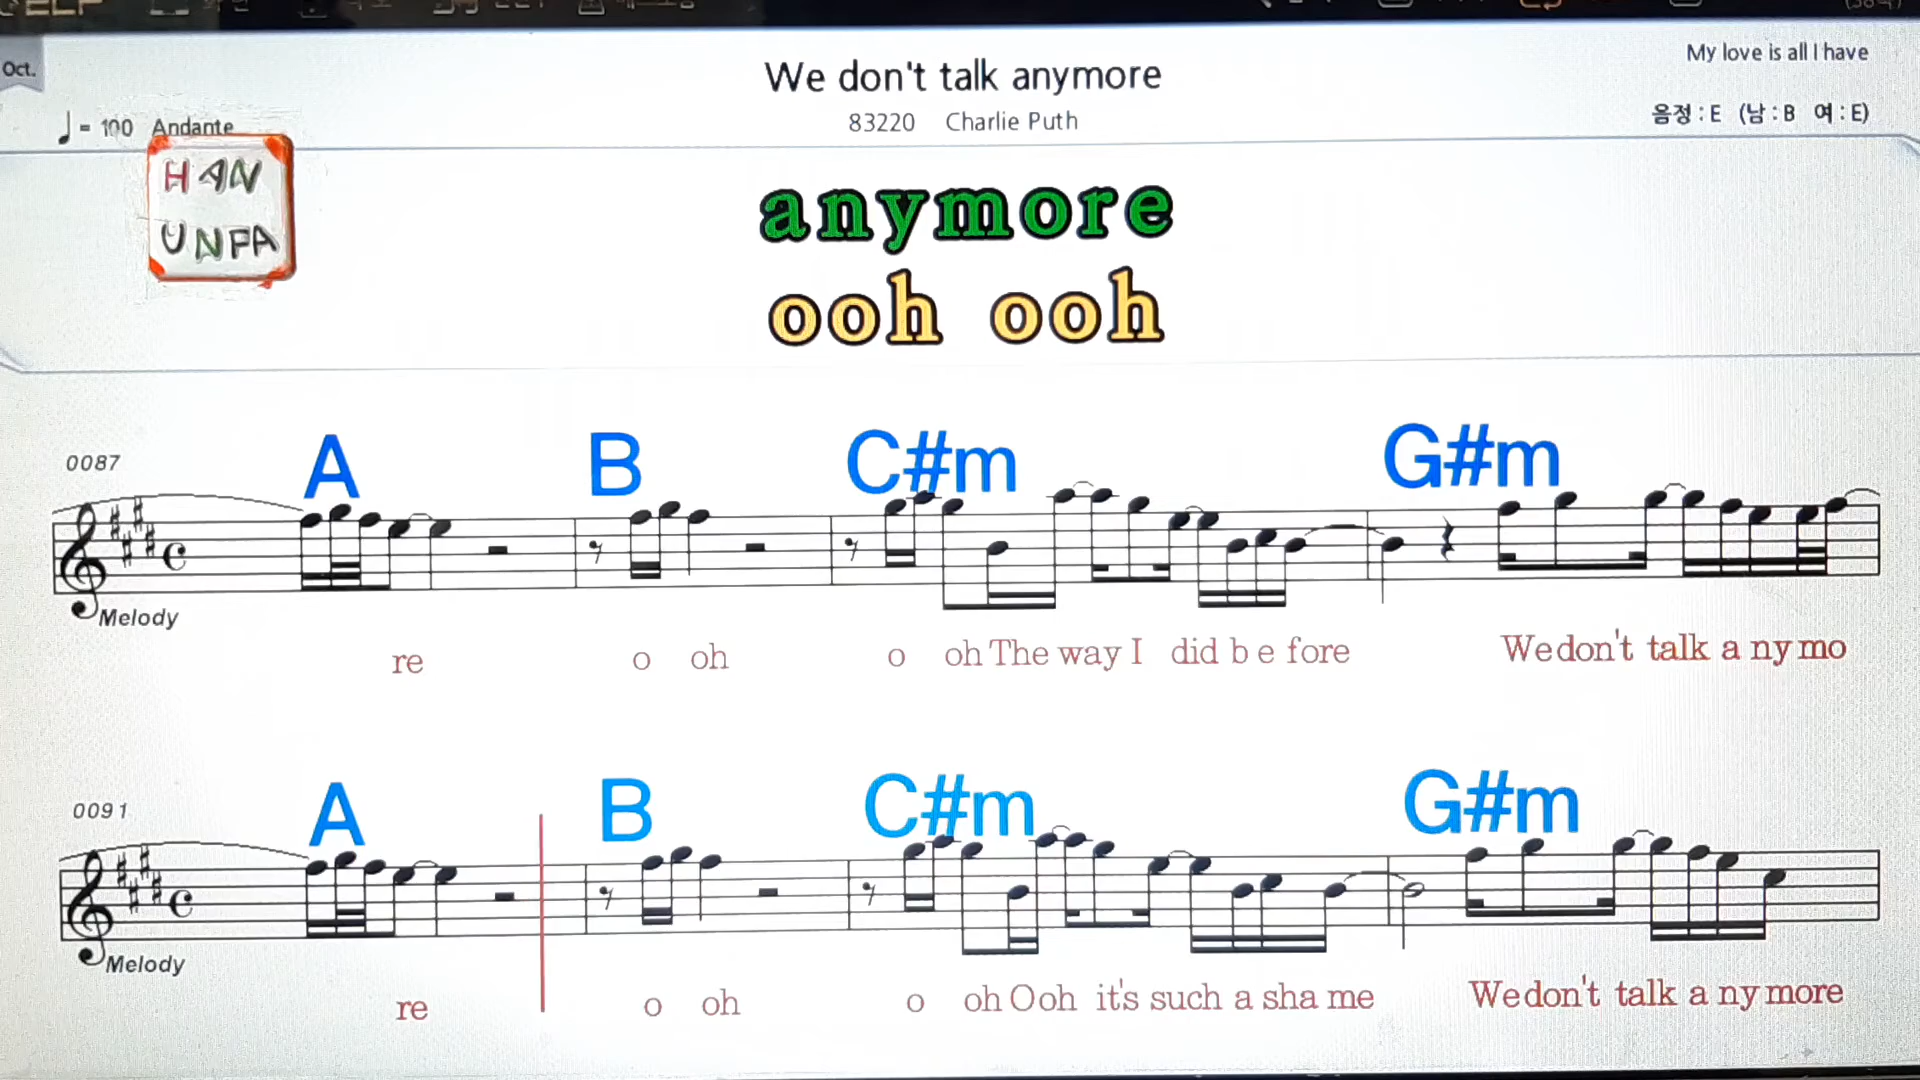 Oct.
My love is all I have
We don't talk anymore
♩= 100 Andante
83220 Charlie Puth
음정 : E (남 : B 여 : E)
HAN
UNPA
anymore
ooh ooh
A B C#m G#m
0087
Melody
re o oh o oh The way I did be fore We don't talk a ny mo
A B C#m G#m
0091
Melody
re o oh o oh Ooh it's such a sha me We don't talk a ny more